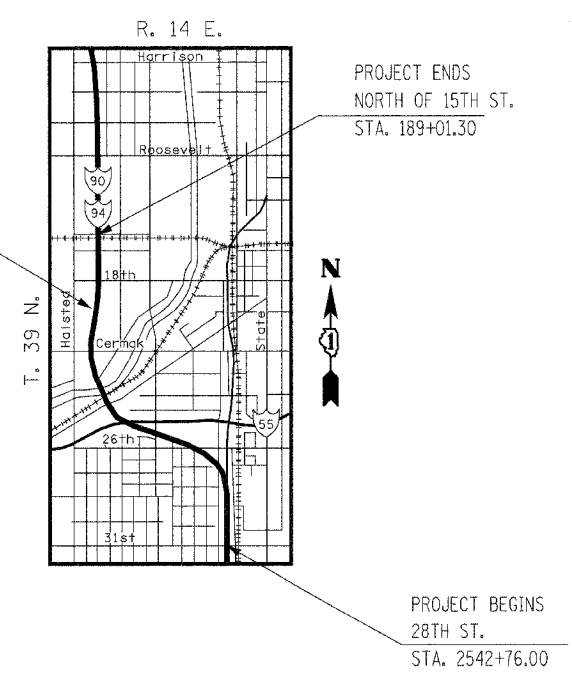 R. 14 E.
Harrison
PROJECT ENDS
NORTH OF 15TH ST.
STA. 189+01.30
Roosevelt
90
94
18th
N
T. 39 N.
Halsted
Cermak
State
1
55
26th
31st
PROJECT BEGINS
28TH ST.
STA. 2542+76.00